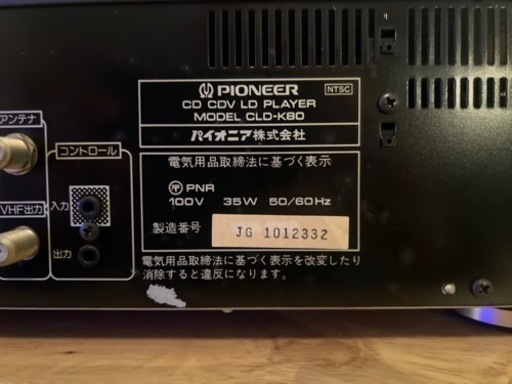 PIONEER
NTSC
CD CDV LD PLAYER
MODEL CLD-K80
パイオニア株式会社
アンテナ
コントロール
入力
VHF出力
出力
電気用品取締法に基づく表示
PNR
100V 35W 50/60Hz
製造番号 JG 1012332
電気用品取締法に基づく表示を改変したり
消除すると違反になります。